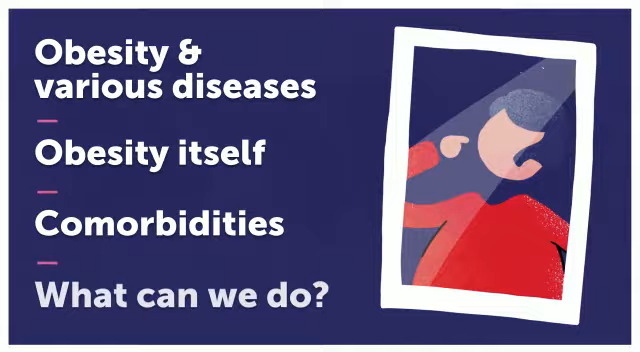 Obesity &
various diseases
Obesity itself
Comorbidities
What can we do?